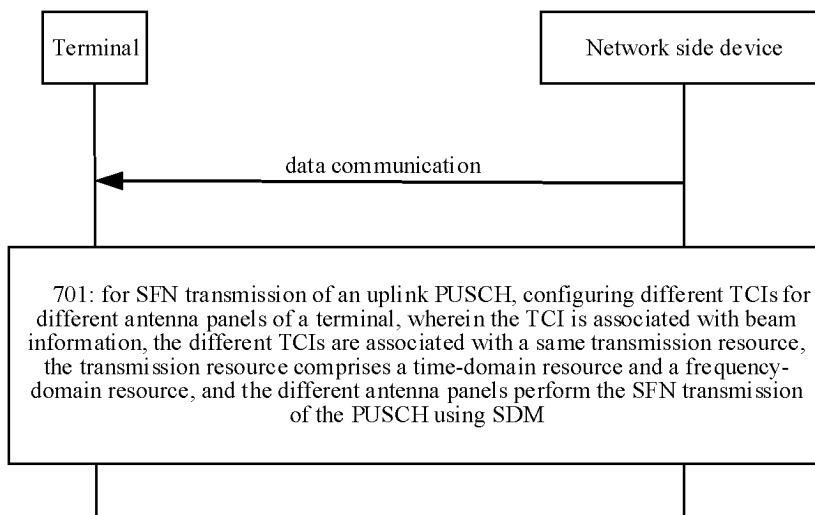 Terminal
Network side device
data communication
701: for SFN transmission of an uplink PUSCH, configuring different TCIs for
different antenna panels of a terminal, wherein the TCI is associated with beam
information, the different TCIs are associated with a same transmission resource,
the transmission resource comprises a time-domain resource and a frequency-
domain resource, and the different antenna panels perform the SFN transmission
of the PUSCH using SDM